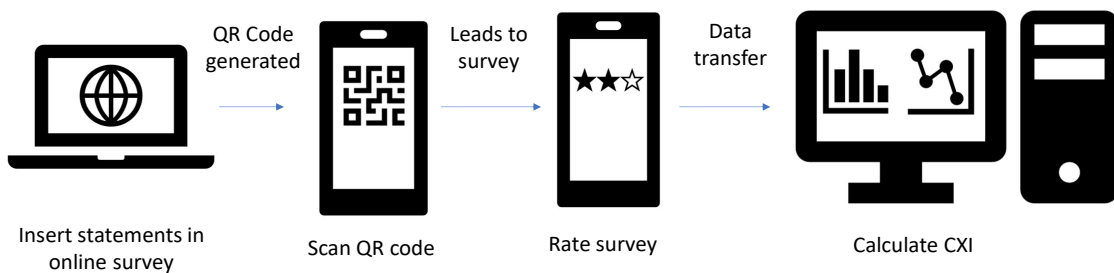 QR Code
generated
Leads to
survey
Data
transfer
Insert statements in
online survey
Scan QR code
Rate survey
Calculate CXI